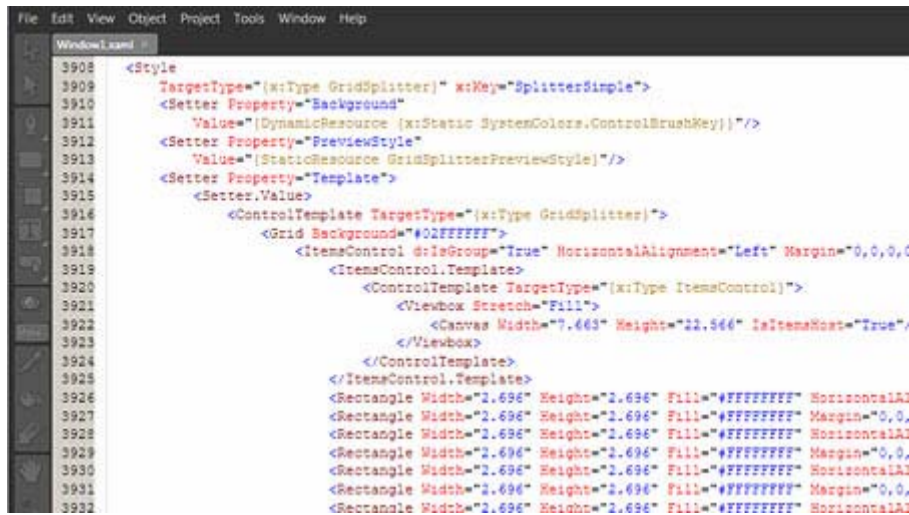 File Edit View Object Project Tools Window Help
Window1.xaml ×
3908 <Style
3909 TargetType="{x:Type GridSplitter}" x:Key="SplitterSimple">
3910 <Setter Property="Background"
3911 Value="{DynamicResource {x:Static SystemColors.ControlBrushKey}}"/>
3912 <Setter Property="PreviewStyle"
3913 Value="{StaticResource GridSplitterPreviewStyle}"/>
3914 <Setter Property="Template">
3915 <Setter.Value>
3916 <ControlTemplate TargetType="{x:Type GridSplitter}">
3917 <Grid Background="#02FFFFFF">
3918 <ItemsControl d:IsGroup="True" HorizontalAlignment="Left" Margin="0,0,0,0
3919 <ItemsControl.Template>
3920 <ControlTemplate TargetType="{x:Type ItemsControl}">
3921 <Viewbox Stretch="Fill">
3922 <Canvas Width="7.663" Height="22.566" IsItemsHost="True"/
3923 </Viewbox>
3924 </ControlTemplate>
3925 </ItemsControl.Template>
3926 <Rectangle Width="2.696" Height="2.696" Fill="#FFFFFFFF" HorizontalAl
3927 <Rectangle Width="2.696" Height="2.696" Fill="#FFFFFFFF" Margin="0,0,
3928 <Rectangle Width="2.696" Height="2.696" Fill="#FFFFFFFF" HorizontalAl
3929 <Rectangle Width="2.696" Height="2.696" Fill="#FFFFFFFF" Margin="0,0,
3930 <Rectangle Width="2.696" Height="2.696" Fill="#FFFFFFFF" HorizontalAl
3931 <Rectangle Width="2.696" Height="2.696" Fill="#FFFFFFFF" Margin="0,0,
3932 <Rectangle Width="2.696" Height="2.696" Fill="#FFFFFFFF" HorizontalAl